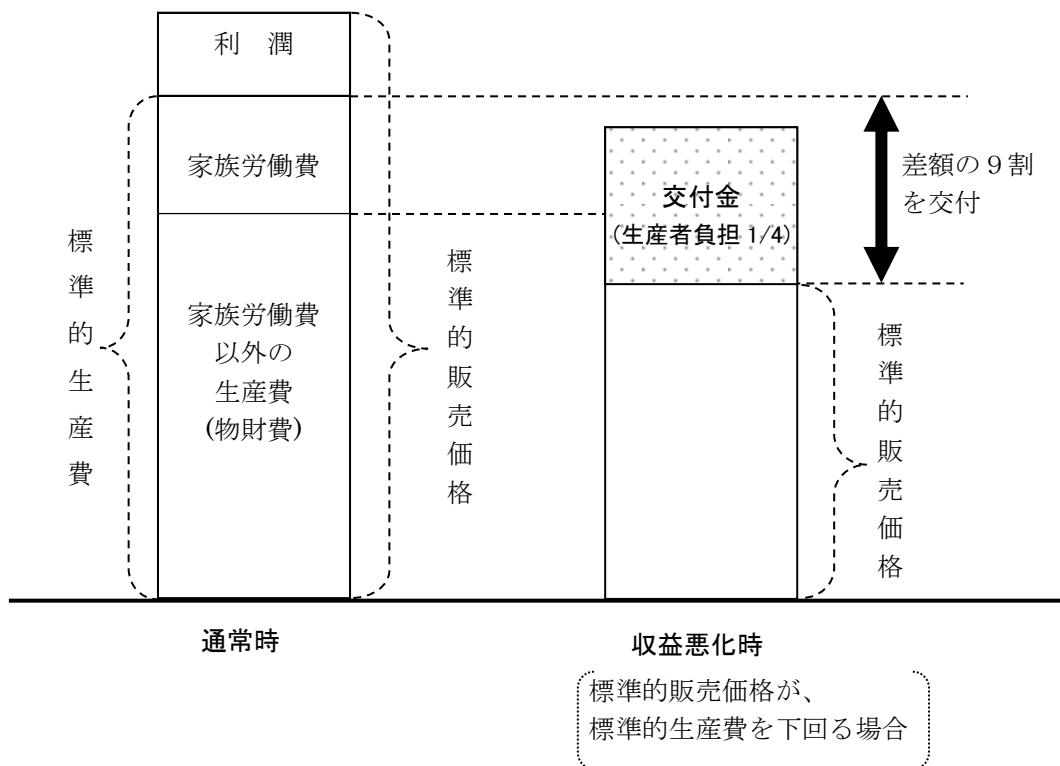 利　潤
家族労働費
家族労働費
以外の
生産費
(物財費)
標準的生産費
標準的販売価格
交付金
(生産者負担 1/4)
差額の９割
を交付
標準的販売価格
通常時
収益悪化時
標準的販売価格が、
標準的生産費を下回る場合